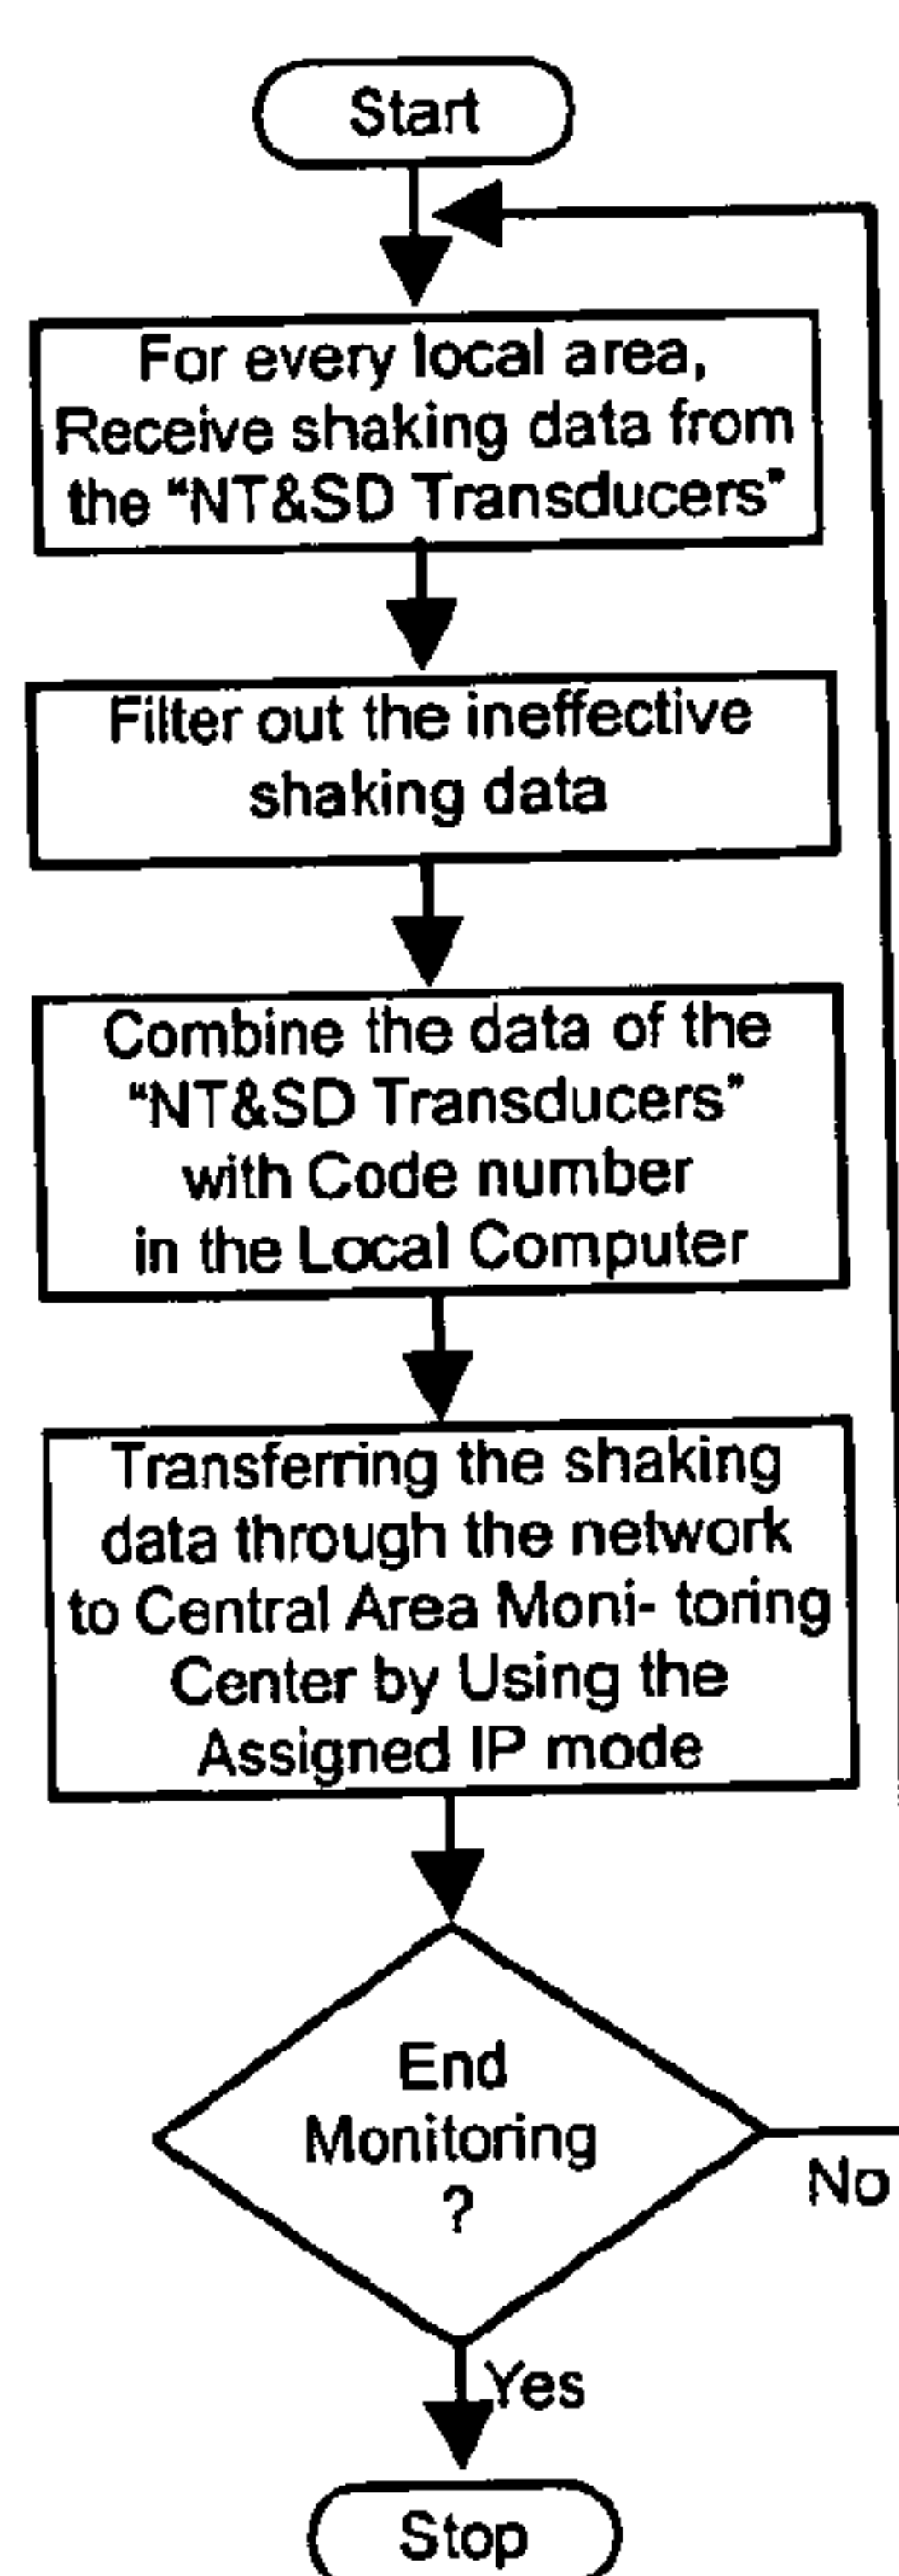 Start
For every local area,
Receive shaking data from
the “NT&SD Transducers”
Filter out the ineffective
shaking data
Combine the data of the
“NT&SD Transducers”
with Code number
in the Local Computer
Transferring the shaking
data through the network
to Central Area Moni- toring
Center by Using the
Assigned IP mode
End
Monitoring
?
No
Yes
Stop